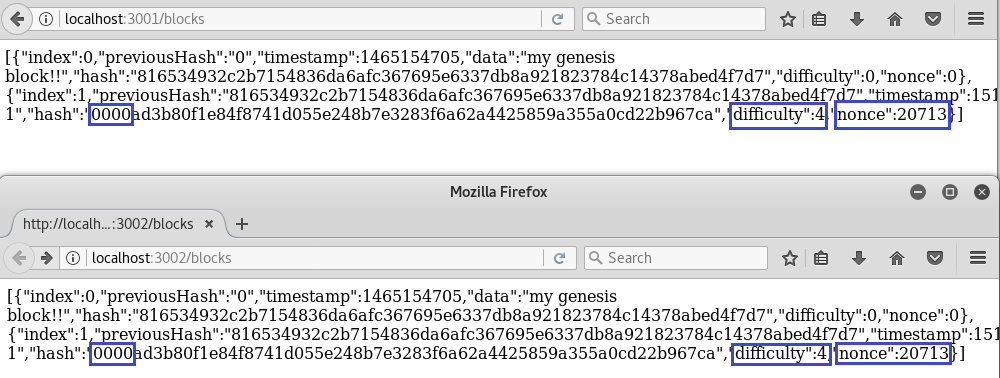 localhost:3001/blocks
Search
[{"index":0,"previousHash":"0","timestamp":1465154705,"data":"my genesis
block!!","hash":"816534932c2b7154836da6afc367695e6337db8a921823784c14378abed4f7d7","difficulty":0,"nonce":0},
{"index":1,"previousHash":"816534932c2b7154836da6afc367695e6337db8a921823784c14378abed4f7d7","timestamp":151
1","hash":"0000ad3b80f1e84f8741d055e248b7e3283f6a62a4425859a355a0cd22b967ca","difficulty":4,"nonce":20713}]
Mozilla Firefox
http://localh...:3002/blocks
localhost:3002/blocks
Search
[{"index":0,"previousHash":"0","timestamp":1465154705,"data":"my genesis
block!!","hash":"816534932c2b7154836da6afc367695e6337db8a921823784c14378abed4f7d7","difficulty":0,"nonce":0},
{"index":1,"previousHash":"816534932c2b7154836da6afc367695e6337db8a921823784c14378abed4f7d7","timestamp":151
1","hash":"0000ad3b80f1e84f8741d055e248b7e3283f6a62a4425859a355a0cd22b967ca","difficulty":4,"nonce":20713}]